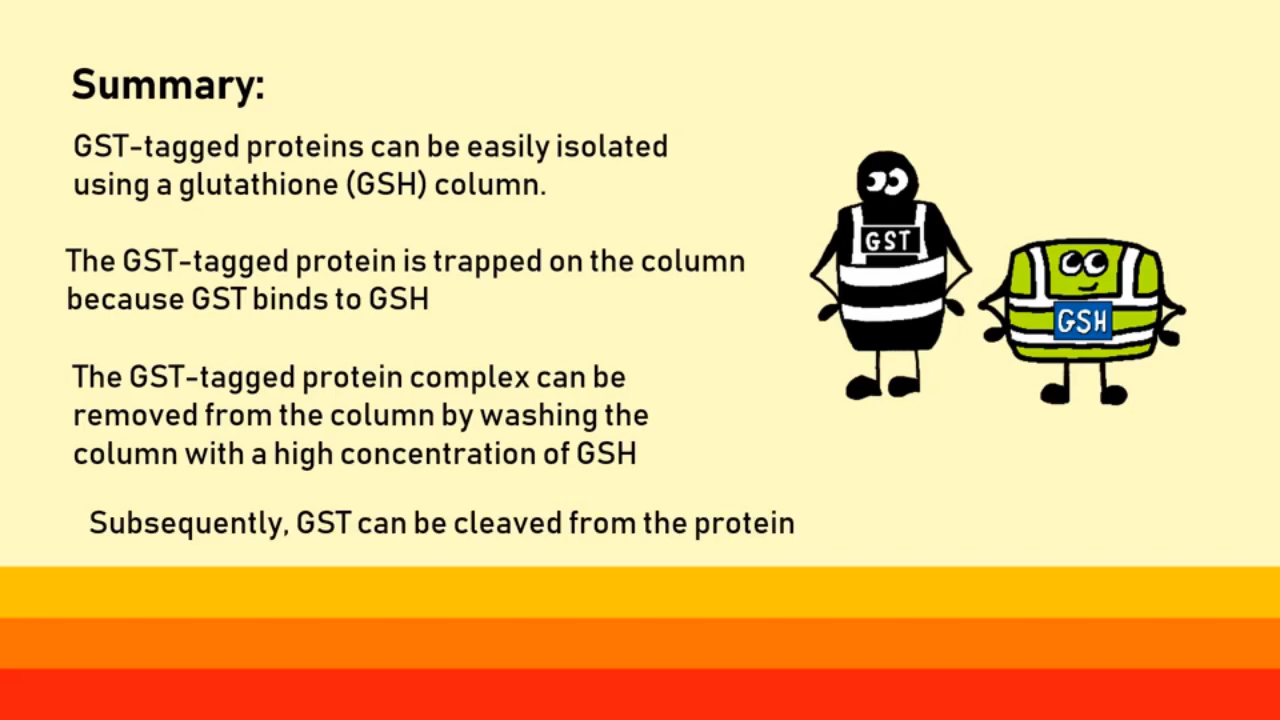 Summary:
GST-tagged proteins can be easily isolated
using a glutathione (GSH) column.
The GST-tagged protein is trapped on the column
because GST binds to GSH
The GST-tagged protein complex can be
removed from the column by washing the
column with a high concentration of GSH
Subsequently, GST can be cleaved from the protein
GST
GSH